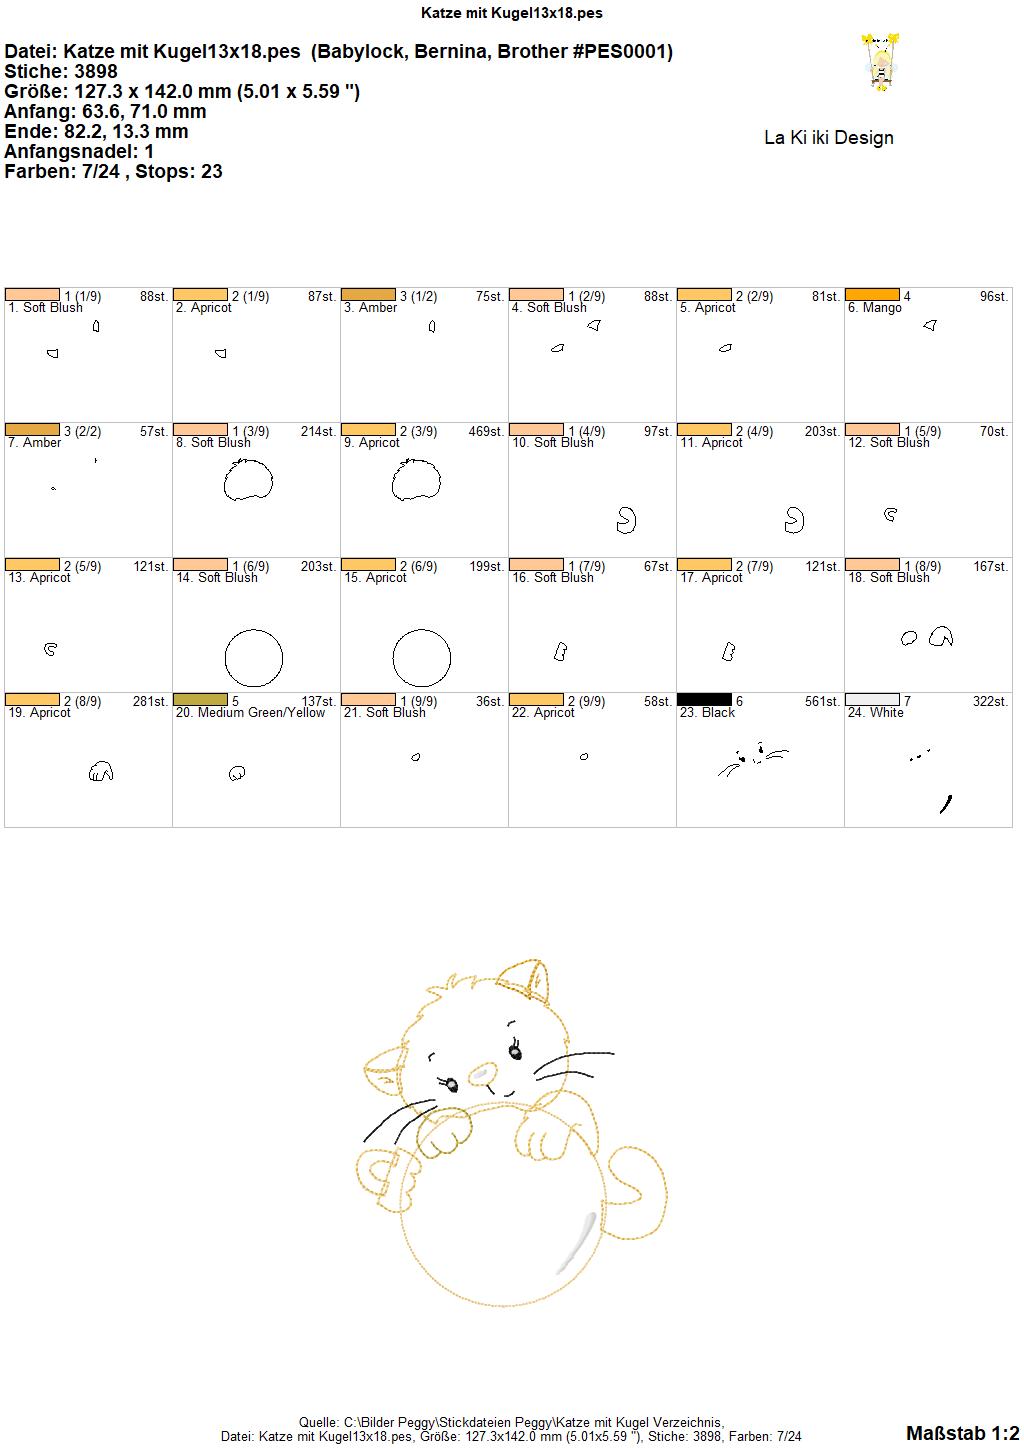 Katze mit Kugel13x18.pes
Datei: Katze mit Kugel13x18.pes (Babylock, Bernina, Brother #PES0001)
Stiche: 3898
Größe: 127.3 x 142.0 mm (5.01 x 5.59 ")
Anfang: 63.6, 71.0 mm
Ende: 82.2, 13.3 mm
Anfangsnadel: 1
Farben: 7/24 , Stops: 23
La Ki iki Design
1 (1/9) 88st. 2 (1/9) 87st. 3 (1/2) 75st. 1 (2/9) 88st. 2 (2/9) 81st. 4 96st.
1. Soft Blush 2. Apricot 3. Amber 4. Soft Blush 5. Apricot 6. Mango
3 (2/2) 57st. 1 (3/9) 214st. 2 (3/9) 469st. 1 (4/9) 97st. 2 (4/9) 203st. 1 (5/9) 70st.
7. Amber 8. Soft Blush 9. Apricot 10. Soft Blush 11. Apricot 12. Soft Blush
2 (5/9) 121st. 1 (6/9) 203st. 2 (6/9) 199st. 1 (7/9) 67st. 2 (7/9) 121st. 1 (8/9) 167st.
13. Apricot 14. Soft Blush 15. Apricot 16. Soft Blush 17. Apricot 18. Soft Blush
2 (8/9) 281st. 5 137st. 1 (9/9) 36st. 2 (9/9) 58st. 6 561st. 7 322st.
19. Apricot 20. Medium Green/Yellow 21. Soft Blush 22. Apricot 23. Black 24. White
Quelle: C:\Bilder Peggy\Stickdateien Peggy\Katze mit Kugel Verzeichnis,
Datei: Katze mit Kugel13x18.pes, Größe: 127.3x142.0 mm (5.01x5.59 "), Stiche: 3898, Farben: 7/24
Maßstab 1:2